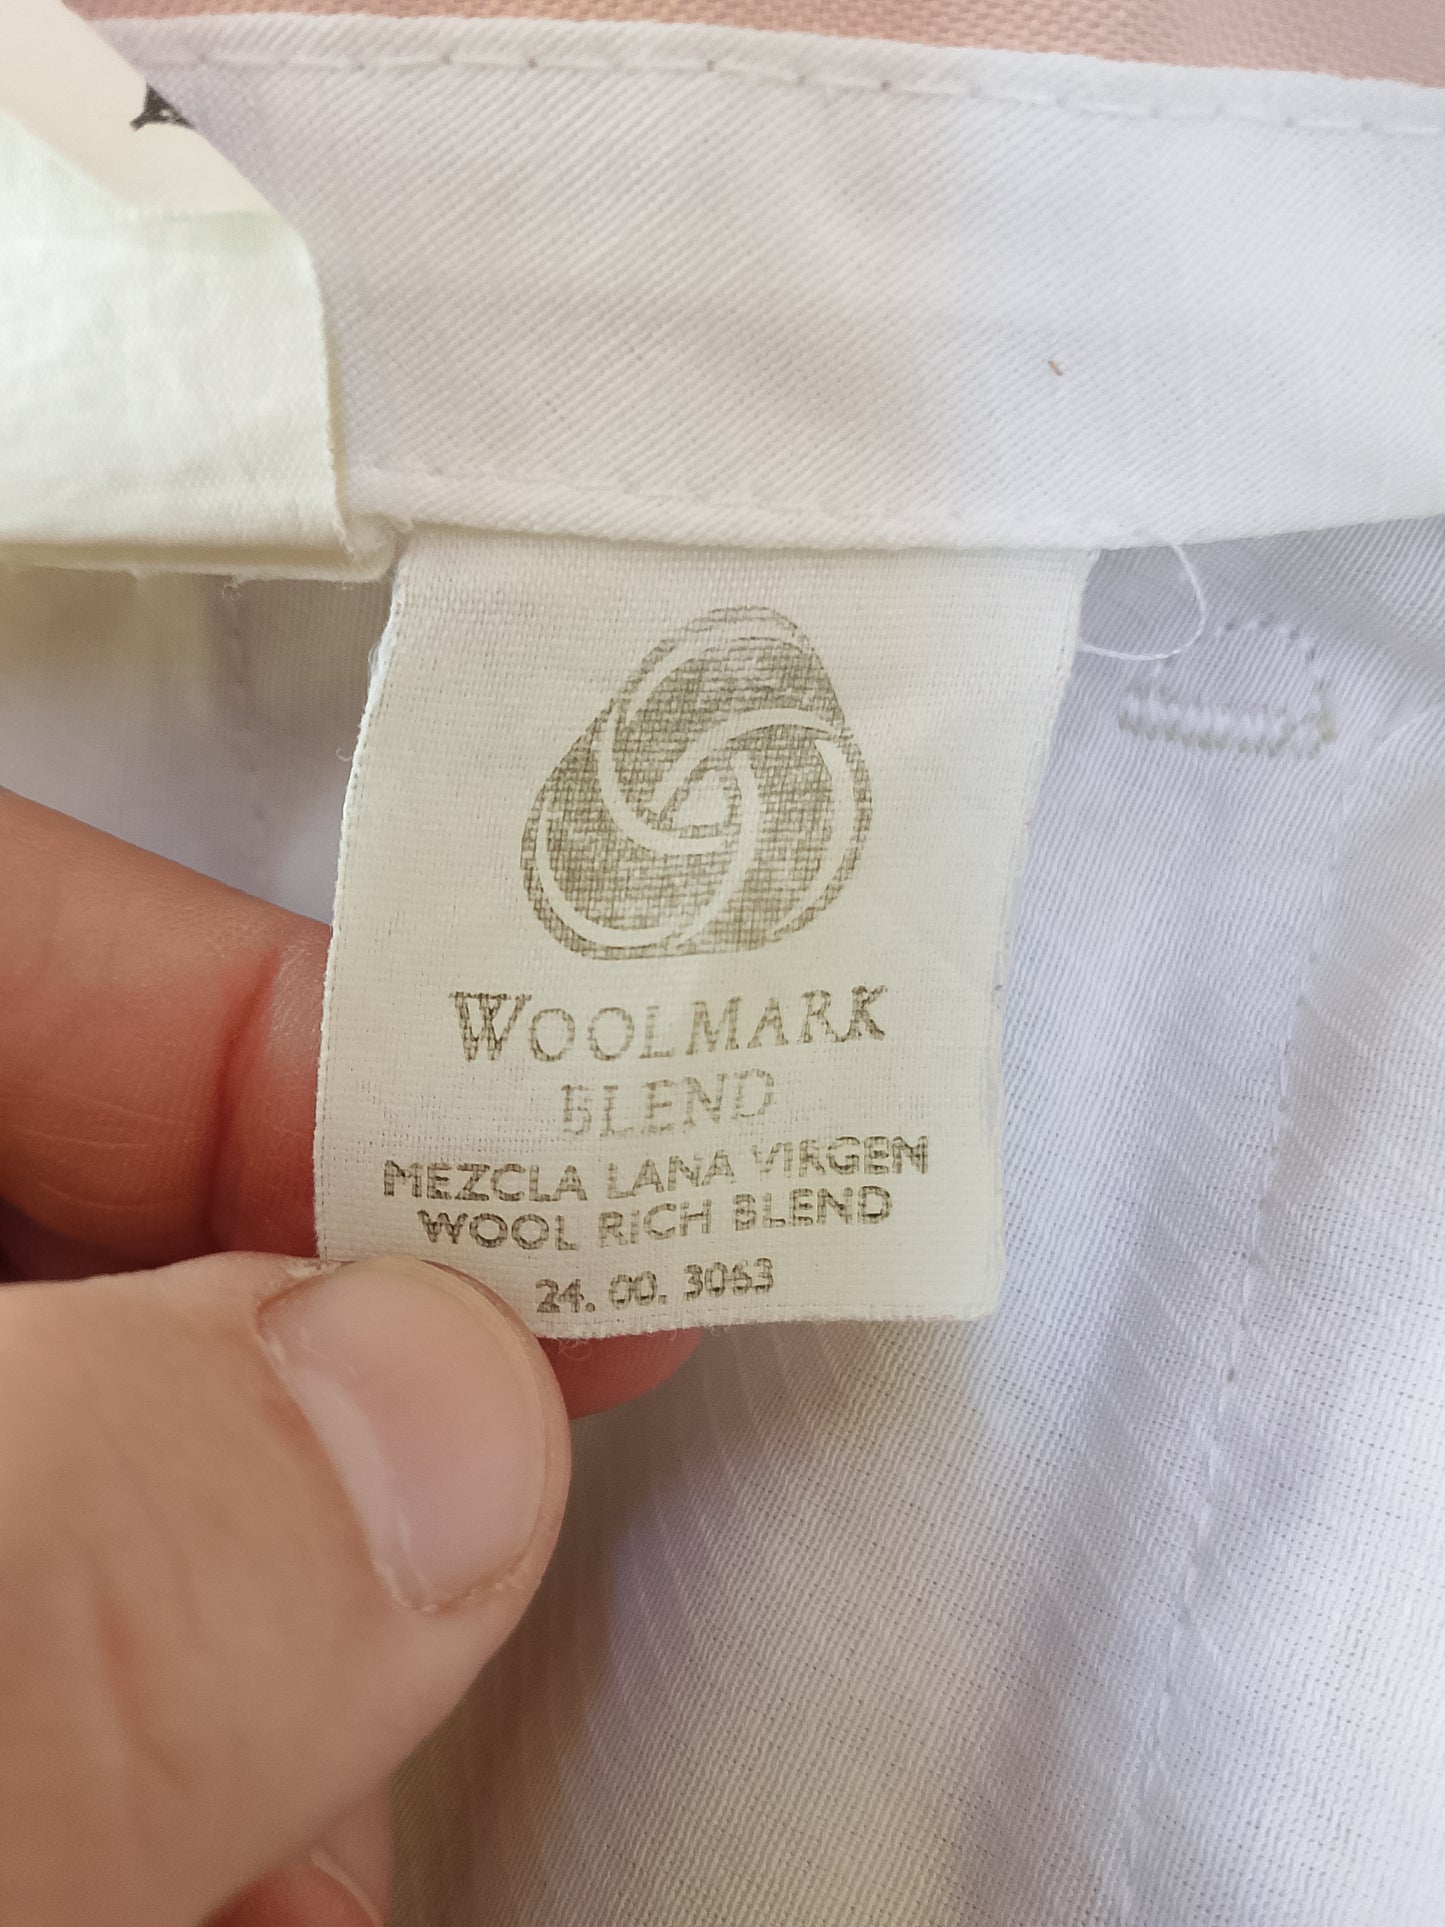 WOOLMARK
BLEND
MEZCLA LANA VIRGEN
WOOL RICH BLEND
24. 00. 3063